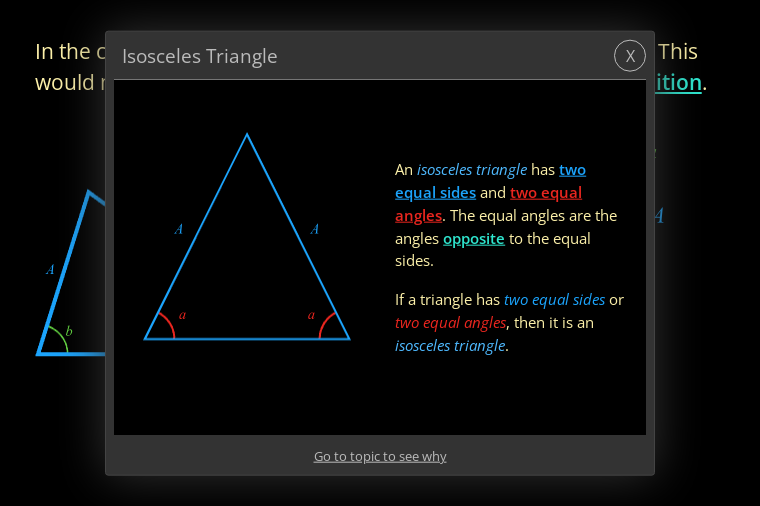 In the
This
would
ition.
Isosceles Triangle
X
A
A
a
a
A
b
A
An isosceles triangle has two
equal sides and two equal
angles. The equal angles are the
angles opposite to the equal
sides.
If a triangle has two equal sides or
two equal angles, then it is an
isosceles triangle.
Go to topic to see why